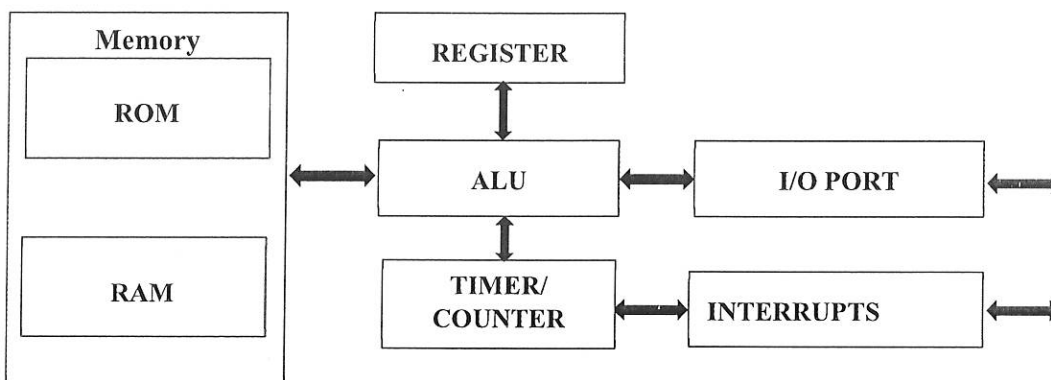 Memory
ROM
RAM
REGISTER
ALU
I/O PORT
TIMER/
COUNTER
INTERRUPTS